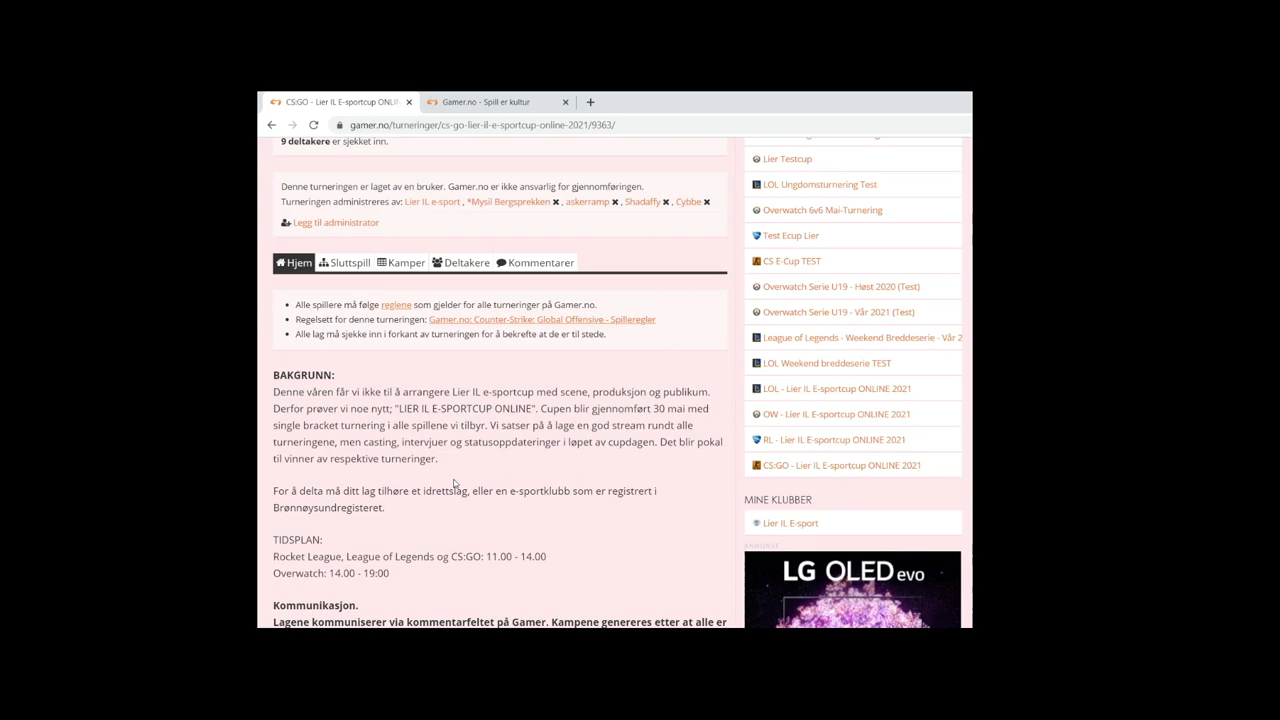 CS:GO - Lier IL E-sportcup ONLIN
Gamer.no - Spill er kultur
gamer.no/turneringer/cs-go-lier-il-e-sportcup-online-2021/9363/
9 deltakere er sjekket inn.
Denne turneringen er laget av en bruker. Gamer.no er ikke ansvarlig for gjennomføringen.
Turneringen administreres av: Lier IL e-sport , *Mysil Bergsprekken ✖ , askerramp ✖ , Shadaffy ✖ , Cybbe ✖
Legg til administrator
Hjem Sluttspill Kamper Deltakere Kommentarer
• Alle spillere må følge reglene som gjelder for alle turneringer på Gamer.no.
• Regelsett for denne turneringen: Gamer.no: Counter-Strike: Global Offensive - Spilleregler
• Alle lag må sjekke inn i forkant av turneringen for å bekrefte at de er til stede.
BAKGRUNN:
Denne våren får vi ikke til å arrangere Lier IL e-sportcup med scene, produksjon og publikum.
Derfor prøver vi noe nytt; "LIER IL E-SPORTCUP ONLINE". Cupen blir gjennomført 30 mai med
single bracket turnering i alle spillene vi tilbyr. Vi satser på å lage en god stream rundt alle
turneringene, men casting, intervjuer og statusoppdateringer i løpet av cupdagen. Det blir pokal
til vinner av respektive turneringer.
For å delta må ditt lag tilhøre et idrettslag, eller en e-sportklubb som er registrert i
Brønnøysundregisteret.
TIDSPLAN:
Rocket League, League of Legends og CS:GO: 11.00 - 14.00
Overwatch: 14.00 - 19:00
Kommunikasjon.
Lagene kommuniserer via kommentarfeltet på Gamer. Kampene genereres etter at alle er
Lier Testcup
LOL Ungdomsturnering Test
Overwatch 6v6 Mai-Turnering
Test Ecup Lier
CS E-Cup TEST
Overwatch Serie U19 - Høst 2020 (Test)
Overwatch Serie U19 - Vår 2021 (Test)
League of Legends - Weekend Breddeserie - Vår 2
LOL Weekend breddeserie TEST
LOL - Lier IL E-sportcup ONLINE 2021
OW - Lier IL E-sportcup ONLINE 2021
RL - Lier IL E-sportcup ONLINE 2021
CS:GO - Lier IL E-sportcup ONLINE 2021
MINE KLUBBER
Lier IL E-sport
ANNONSE
LG OLED evo